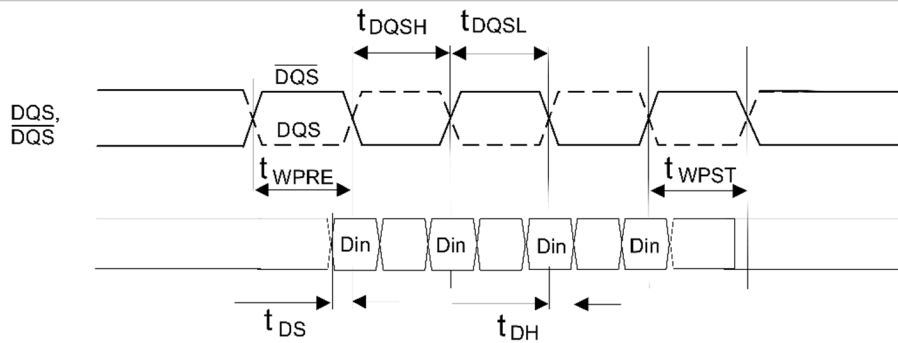 tDQSH
tDQSL
DQS
DQS,
DQS
DQS
tWPRE
tWPST
Din
Din
Din
Din
tDS
tDH